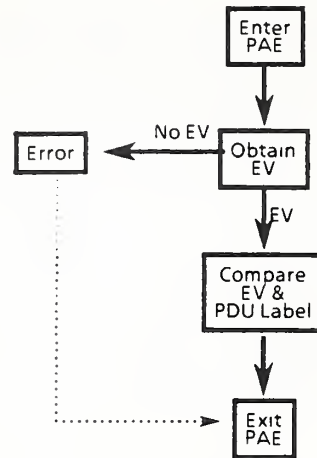 Enter
PAE
No EV
Error
Obtain
EV
EV
Compare
EV &
PDU Label
Exit
PAE